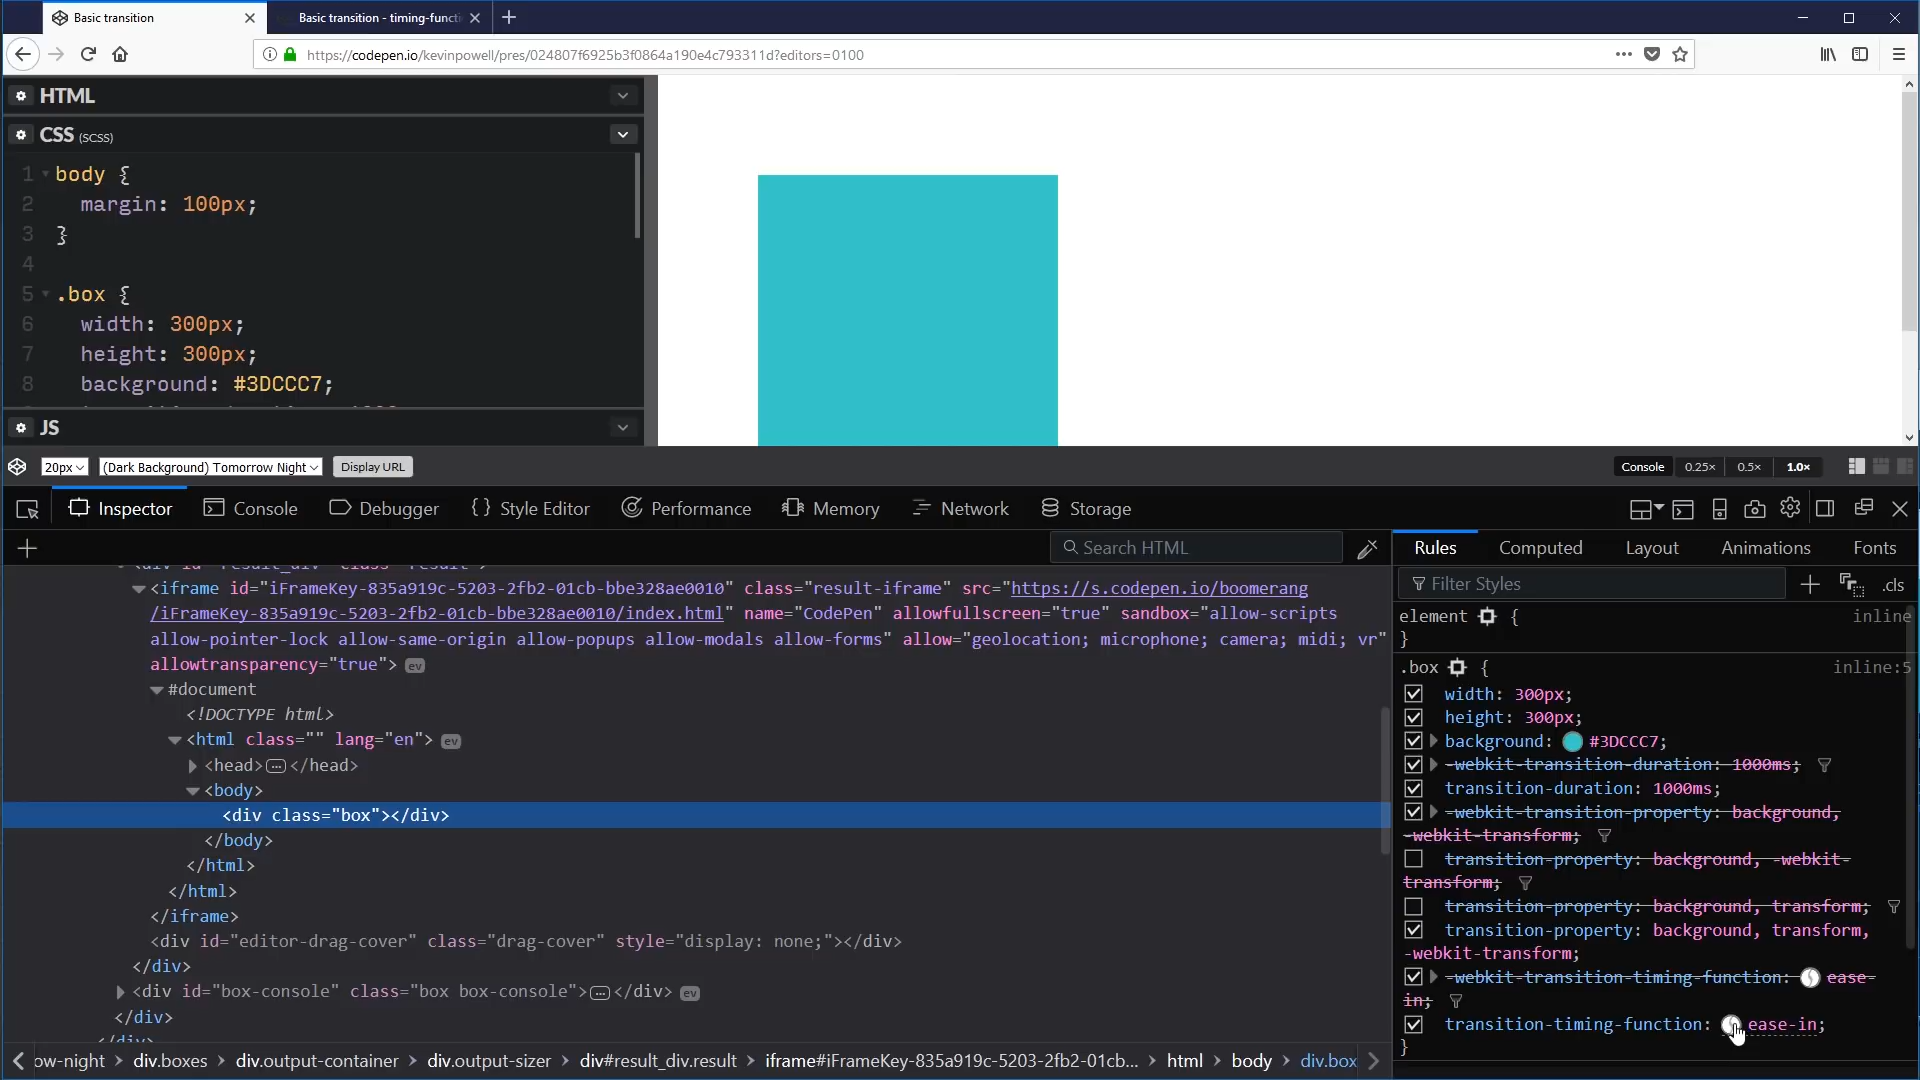 Basic transition
Basic transition - timing-functi
https://codepen.io/kevinpowell/pres/024807f6925b3f0864a190e4c793311d?editors=0100
HTML
CSS (SCSS)
1 body {
2 margin: 100px;
3 }
4
5 .box {
6 width: 300px;
7 height: 300px;
8 background: #3DCCC7;
JS
20px
(Dark Background) Tomorrow Night
Display URL
Console 0.25× 0.5× 1.0×
Inspector Console Debugger { } Style Editor Performance Memory Network Storage
Search HTML
Rules Computed Layout Animations Fonts
<iframe id="iFrameKey-835a919c-5203-2fb2-01cb-bbe328ae0010" class="result-iframe" src="https://s.codepen.io/boomerang
/iFrameKey-835a919c-5203-2fb2-01cb-bbe328ae0010/index.html" name="CodePen" allowfullscreen="true" sandbox="allow-scripts
allow-pointer-lock allow-same-origin allow-popups allow-modals allow-forms" allow="geolocation; microphone; camera; midi; vr"
allowtransparency="true"> ev
#document
<!DOCTYPE html>
<html class="" lang="en"> ev
<head>…</head>
<body>
<div class="box"></div>
</body>
</html>
</html>
</iframe>
<div id="editor-drag-cover" class="drag-cover" style="display: none;"></div>
</div>
<div id="box-console" class="box box-console">…</div> ev
</div>
</div>
ow-night > div.boxes > div.output-container > div.output-sizer > div#result_div.result > iframe#iFrameKey-835a919c-5203-2fb2-01cb... > html > body > div.box
Filter Styles
+ .cls
element { inline
}
.box { inline:5
width: 300px;
height: 300px;
background: #3DCCC7;
-webkit-transition-duration: 1000ms;
transition-duration: 1000ms;
-webkit-transition-property: background,
-webkit-transform;
transition-property: background, -webkit-
transform;
transition-property: background, transform;
transition-property: background, transform,
-webkit-transform;
-webkit-transition-timing-function: ease-
in;
transition-timing-function: ease-in;
}